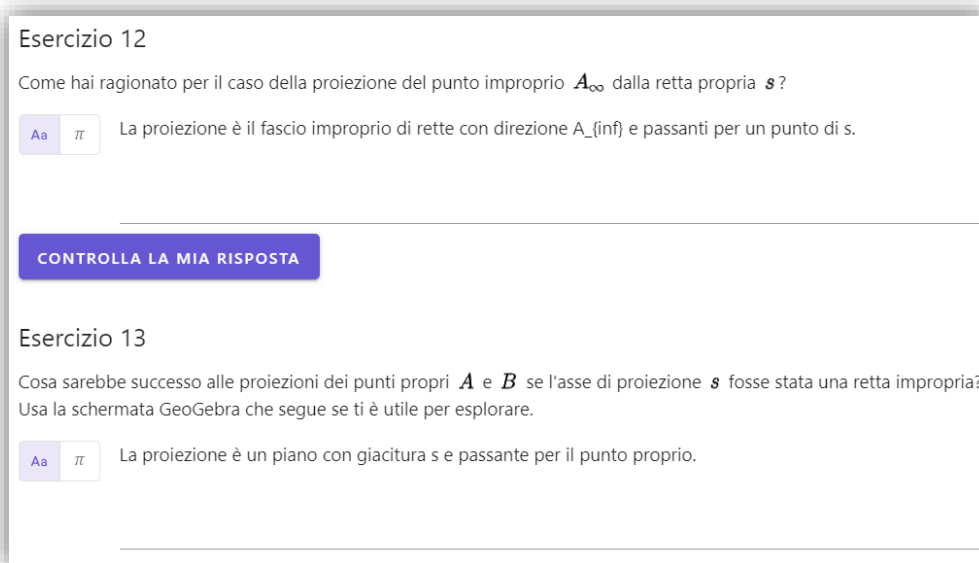 Esercizio 12
Come hai ragionato per il caso della proiezione del punto improprio A∞ dalla retta propria s?
Aa π La proiezione è il fascio improprio di rette con direzione A_{inf} e passanti per un punto di s.
CONTROLLA LA MIA RISPOSTA
Esercizio 13
Cosa sarebbe successo alle proiezioni dei punti propri A e B se l'asse di proiezione s fosse stata una retta impropria?
Usa la schermata GeoGebra che segue se ti è utile per esplorare.
Aa π La proiezione è un piano con giacitura s e passante per il punto proprio.